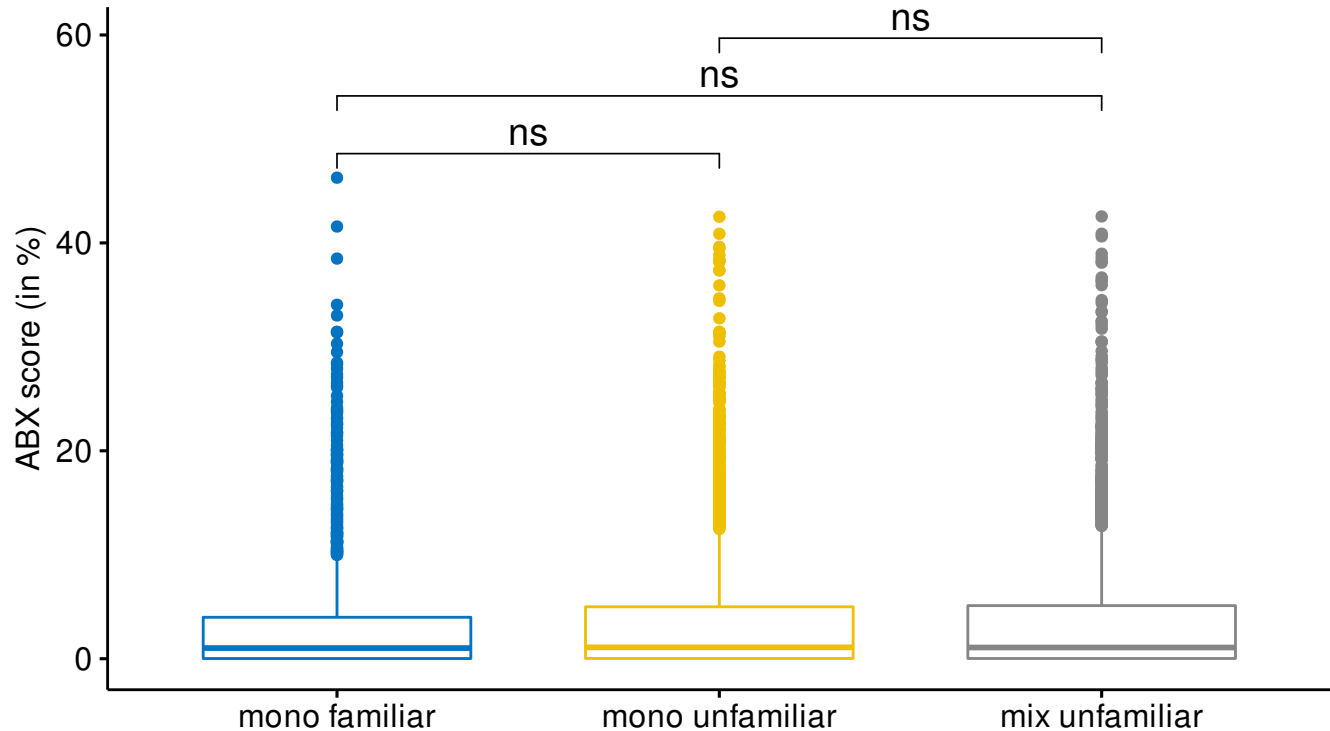 60
ns
ns
ns
40
ABX score (in %)
20
0
mono familiar
mono unfamiliar
mix unfamiliar